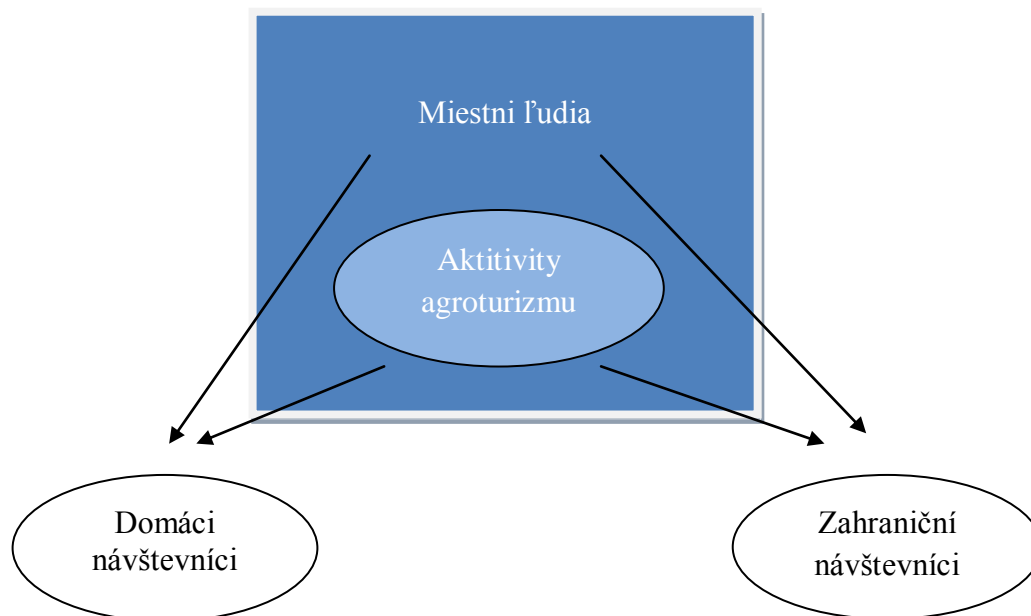 Miestni ľudia
Aktitivity
agroturizmu
Domáci
návštevníci
Zahraniční
návštevníci